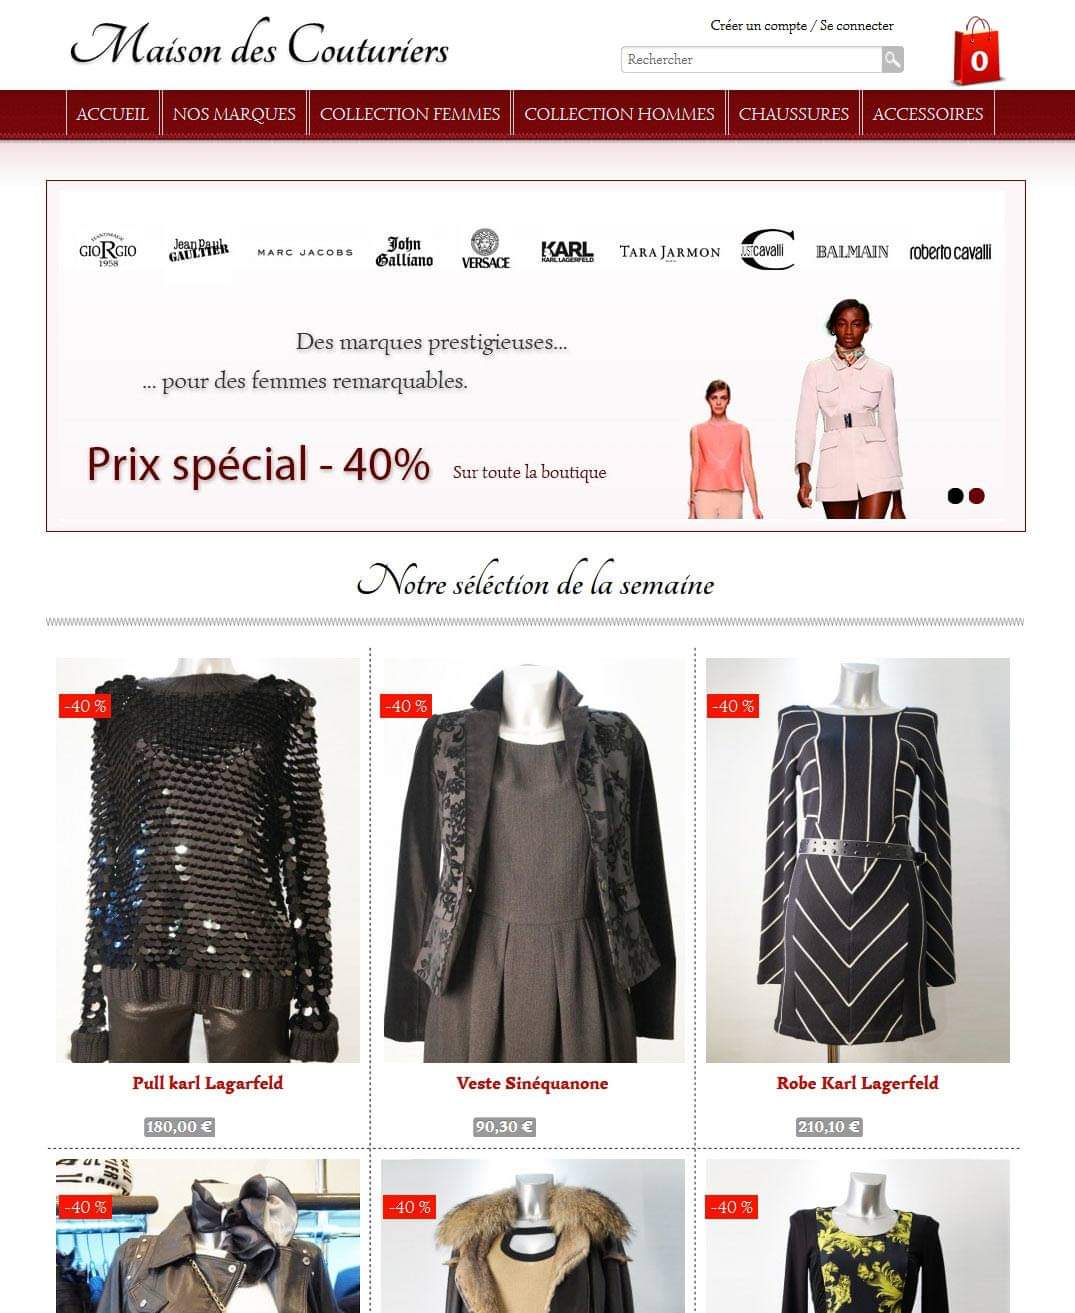 Maison des Couturiers
Créer un compte / Se connecter
Rechercher
0
ACCUEIL
NOS MARQUES
COLLECTION FEMMES
COLLECTION HOMMES
CHAUSSURES
ACCESSOIRES
HANDMADE
GIORGIO
1958
Jean Paul
GAULTIER
MARC JACOBS
John
Galliano
VERSACE
KARL
KARL LAGERFELD
TARA JARMON
JUST cavalli
BALMAIN
roberto cavalli
Des marques prestigieuses...
... pour des femmes remarquables.
Prix spécial - 40% Sur toute la boutique
Notre séléction de la semaine
-40 %
-40 %
-40 %
Pull karl Lagarfeld
Veste Sinéquanone
Robe Karl Lagerfeld
180,00 €
90,30 €
210,10 €
-40 %
-40 %
-40 %